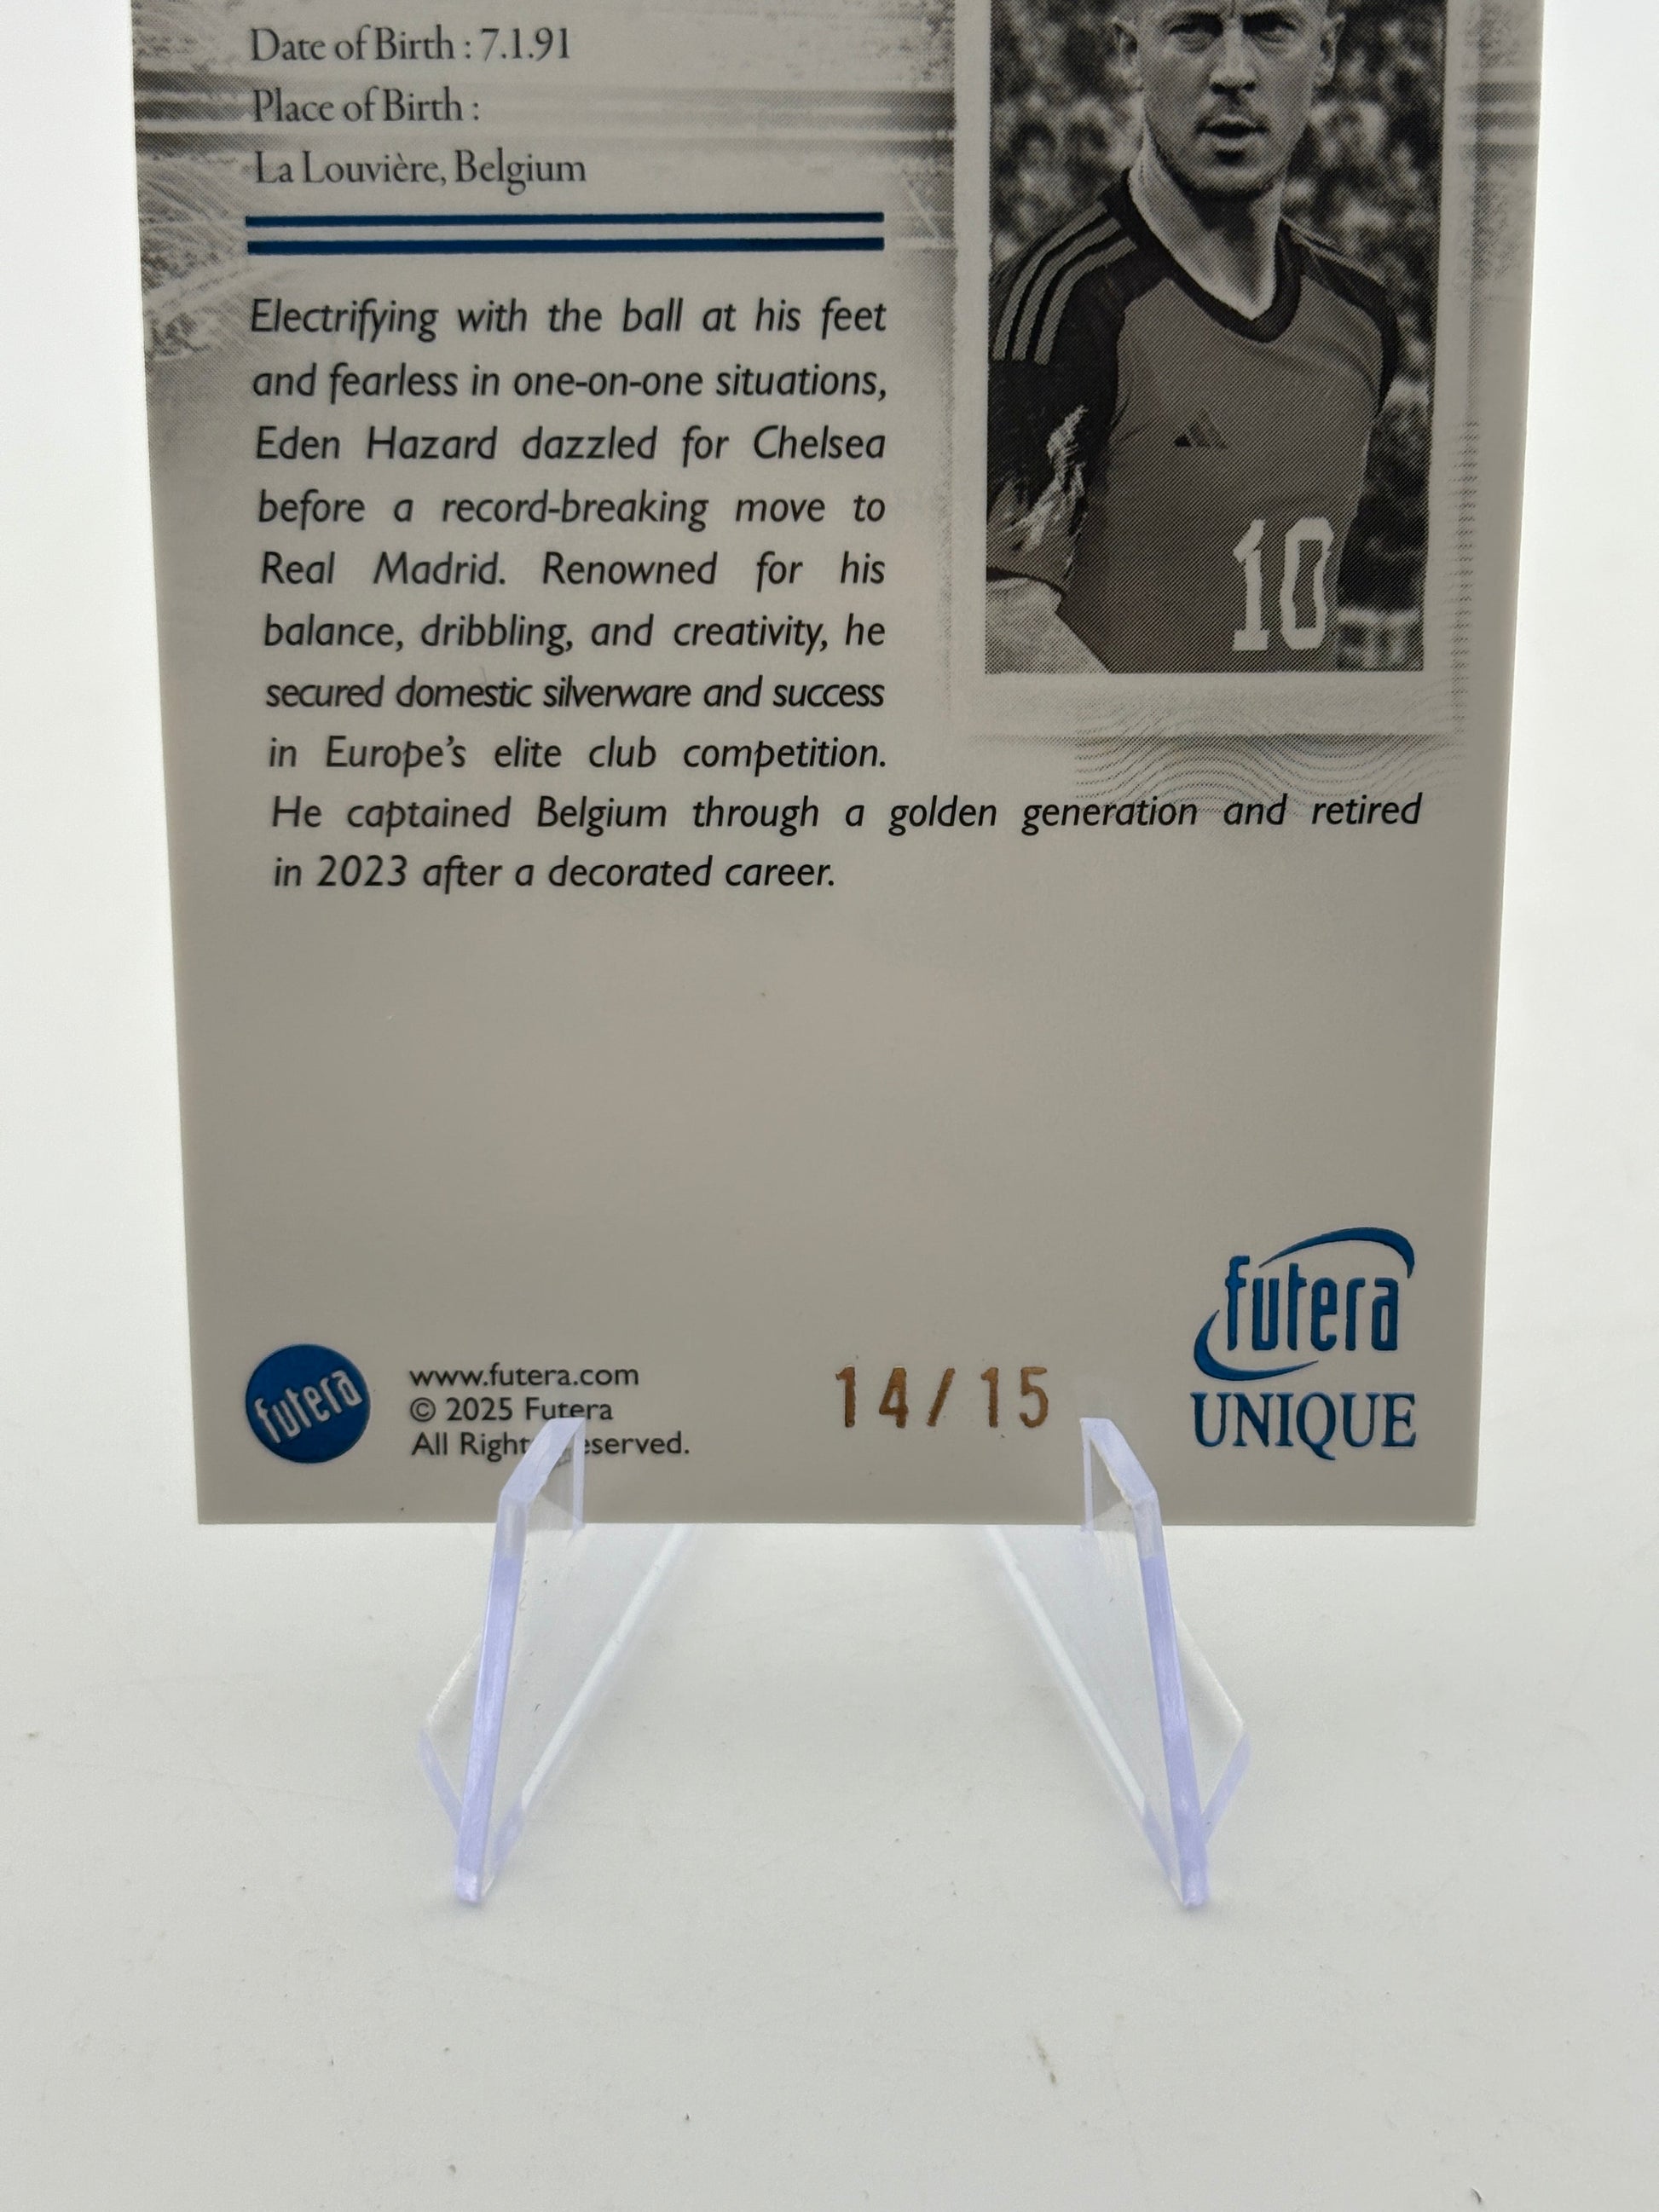 Date of Birth : 7.1.91
Place of Birth :
La Louvière, Belgium
Electrifying with the ball at his feet
and fearless in one-on-one situations,
Eden Hazard dazzled for Chelsea
before a record-breaking move to
Real Madrid. Renowned for his
balance, dribbling, and creativity, he
secured domestic silverware and success
in Europe's elite club competition.
He captained Belgium through a golden generation and retired
in 2023 after a decorated career.
10
futera
www.futera.com
© 2025 Futera
All Rights Reserved.
14/15
futera
UNIQUE